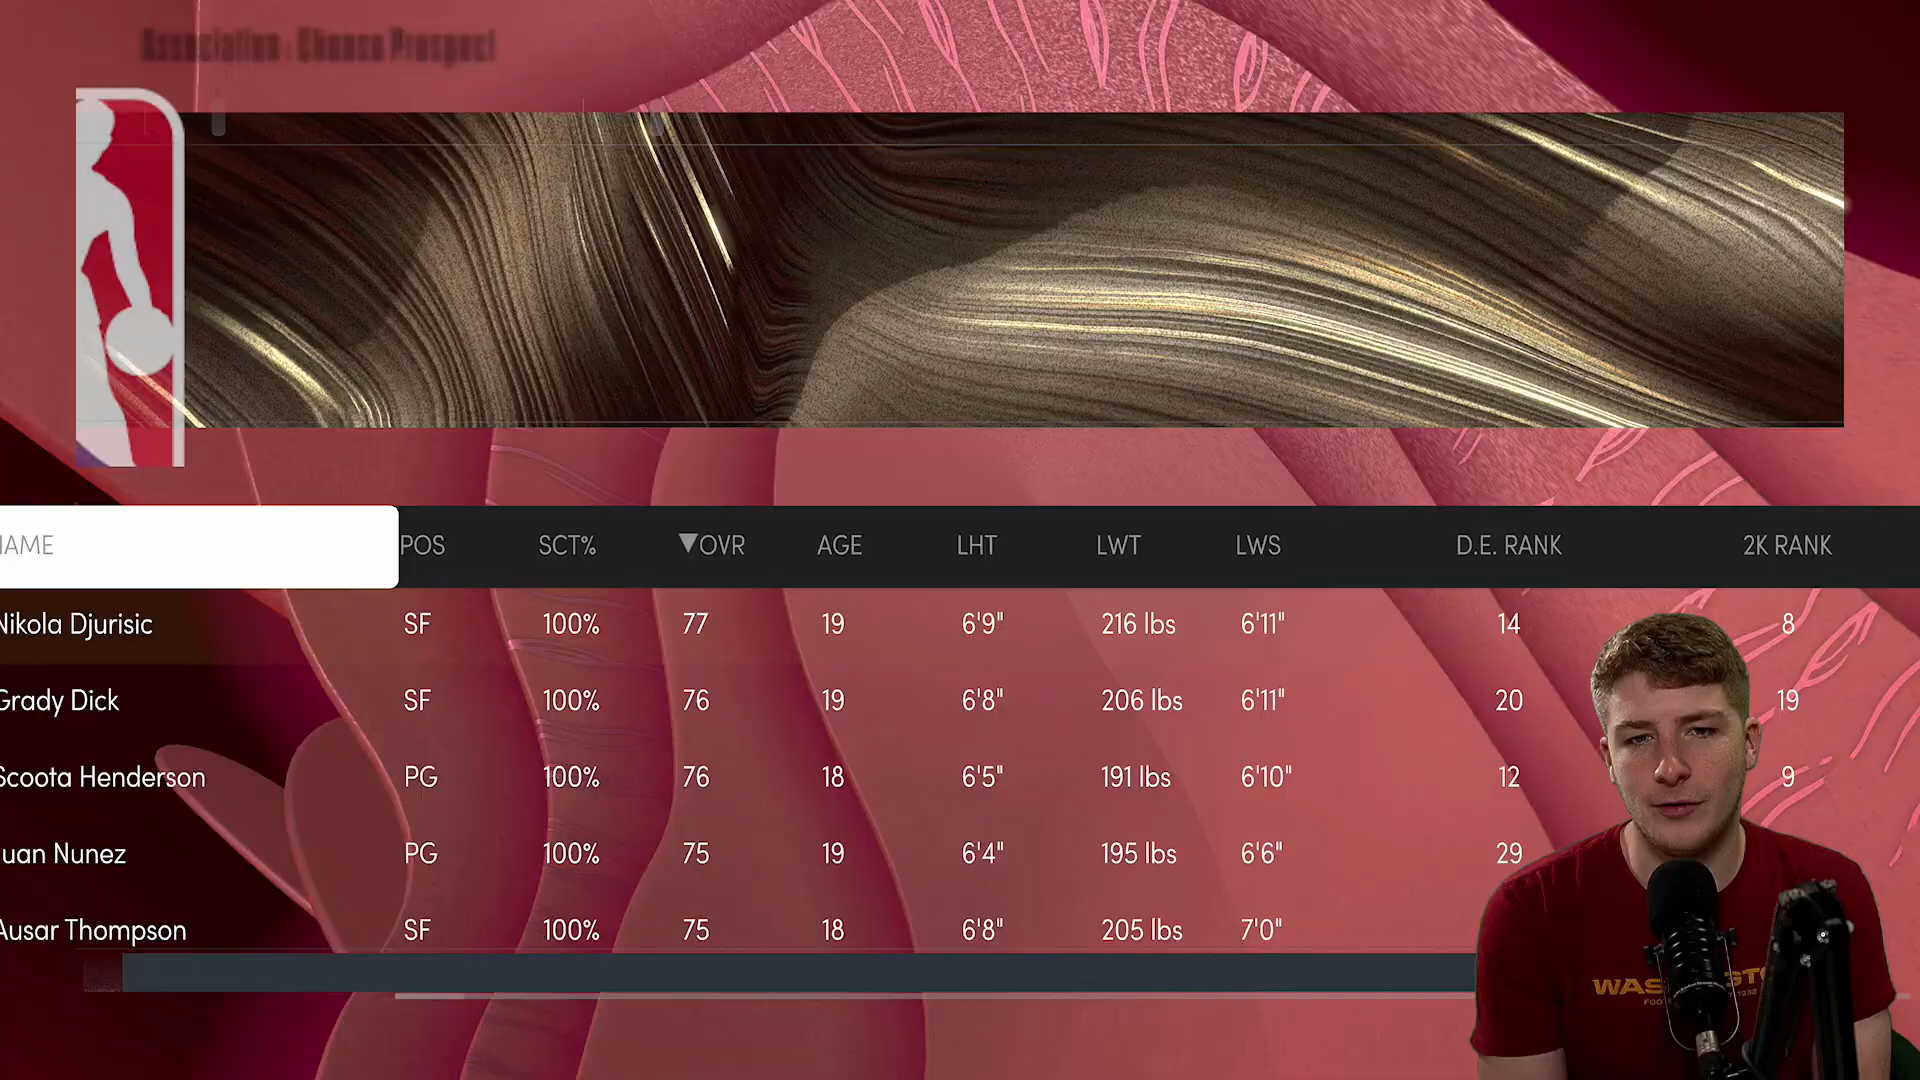 Association : Choose Prospect
NAME POS SCT% ▼OVR AGE LHT LWT LWS D.E. RANK 2K RANK
Nikola Djurisic SF 100% 77 19 6'9" 216 lbs 6'11" 14 8
Grady Dick SF 100% 76 19 6'8" 206 lbs 6'11" 20 19
Scoota Henderson PG 100% 76 18 6'5" 191 lbs 6'10" 12 9
uan Nunez PG 100% 75 19 6'4" 195 lbs 6'6" 29
Ausar Thompson SF 100% 75 18 6'8" 205 lbs 7'0"